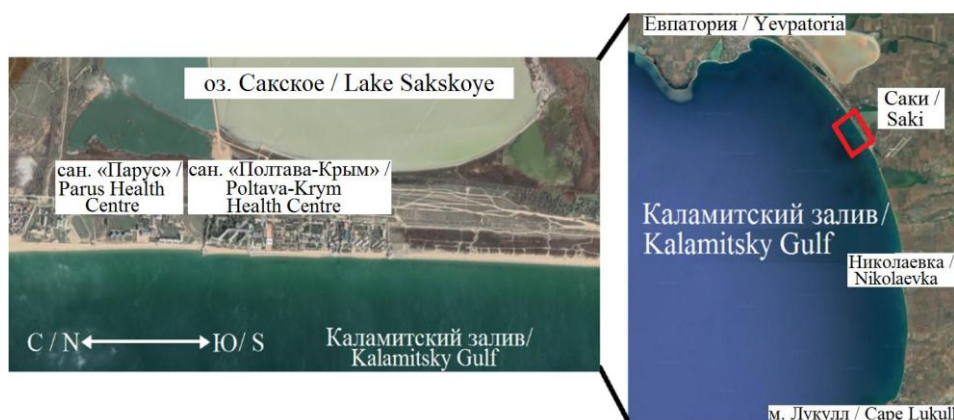 оз. Сакское / Lake Sakskoye
сан. «Парус» /
Parus Health
Centre
сан. «Полтава-Крым» /
Poltava-Krym
Health Centre
С / N
Ю/ S
Каламитский залив/
Kalamitsky Gulf
Евпатория / Yevpatoria
Саки /
Saki
Каламитский залив/
Kalamitsky Gulf
Николаевка /
Nikolaevka
м. Лукулл / Cape Lukull